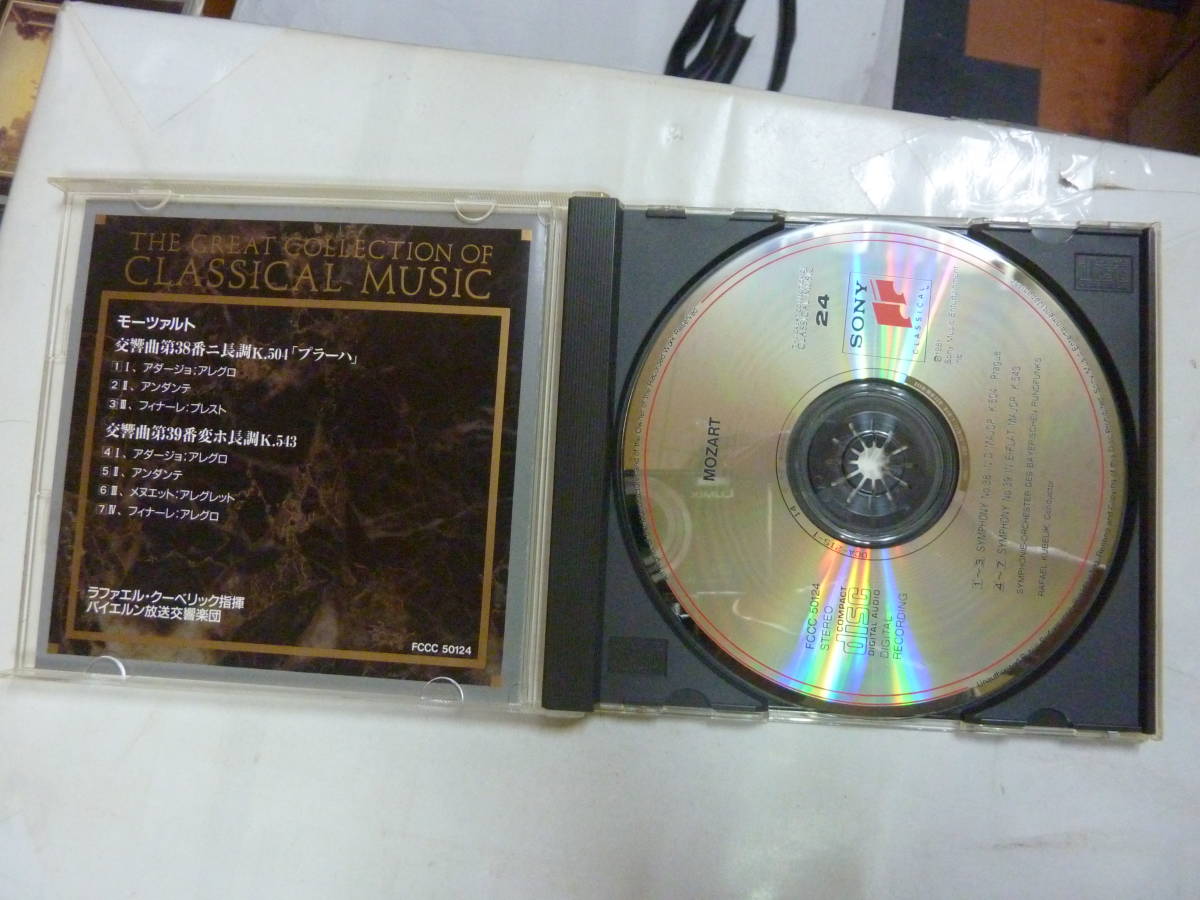 THE GREAT COLLECTION OF
CLASSICAL MUSIC
モーツァルト
交響曲第38番ニ長調K.504「プラーハ」
1 I、アダージョ:アレグロ
2 II、アンダンテ
3 III、フィナーレ:プレスト
交響曲第39番変ホ長調K.543
4 I、アダージョ:アレグロ
5 II、アンダンテ
6 III、メヌエット:アレグレット
7 IV、フィナーレ:アレグロ
ラファエル・クーベリック指揮
バイエルン放送交響楽団
FCCC 50124
24
SONY
CLASSICAL
MOZART
1～3 SYMPHONY No.38 IN D MAJOR, K.504, Prague
4～7 SYMPHONY No.39 IN E-FLAT MAJOR, K.543
SYMPHONIE-ORCHESTER DES BAYERISCHEN RUNDFUNKS
RAFAEL KUBELIK, Conductor
FCCC-50124
STEREO
COMPACT
disc
DIGITAL AUDIO
DIGITAL
RECORDING